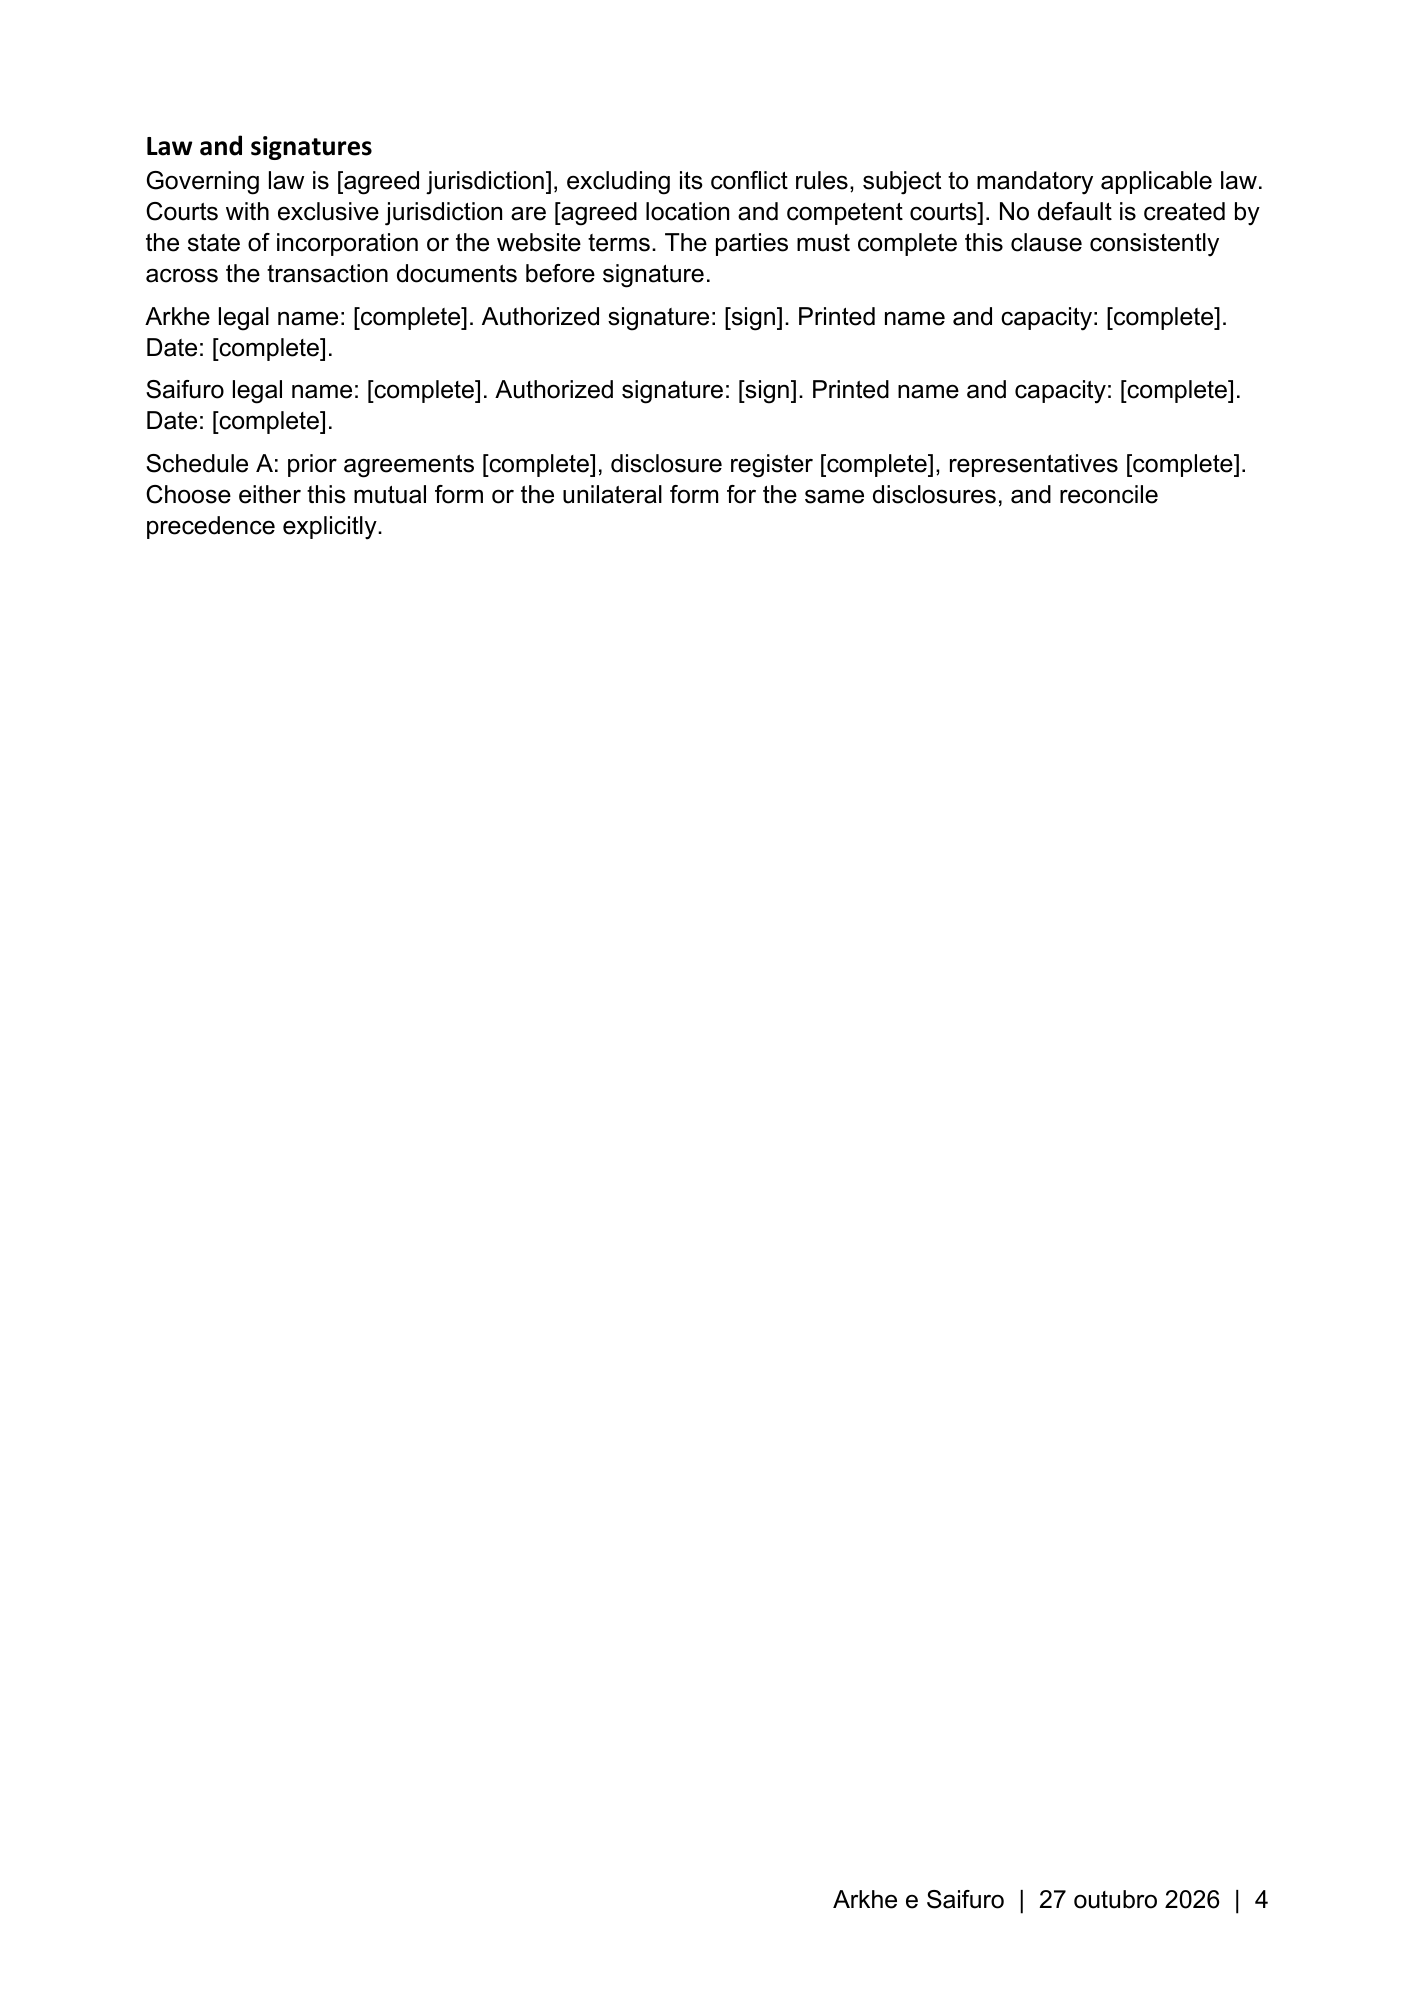 Law and signatures
Governing law is [agreed jurisdiction], excluding its conflict rules, subject to mandatory applicable law.
Courts with exclusive jurisdiction are [agreed location and competent courts]. No default is created by
the state of incorporation or the website terms. The parties must complete this clause consistently
across the transaction documents before signature.
Arkhe legal name: [complete]. Authorized signature: [sign]. Printed name and capacity: [complete].
Date: [complete].
Saifuro legal name: [complete]. Authorized signature: [sign]. Printed name and capacity: [complete].
Date: [complete].
Schedule A: prior agreements [complete], disclosure register [complete], representatives [complete].
Choose either this mutual form or the unilateral form for the same disclosures, and reconcile
precedence explicitly.
Arkhe e Saifuro | 27 outubro 2026 | 4